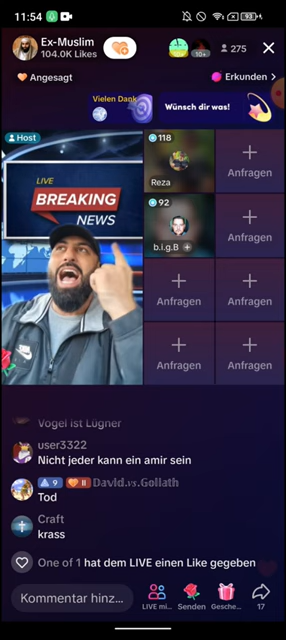 11:54
93
Ex-Muslim
104.0K Likes
10+
275
Angesagt
Erkunden >
Vielen Dank
Wünsch dir was!
Host
118
Anfragen
LIVE
BREAKING
NEWS
Reza
92
Anfragen
b.i.g.B
Anfragen
Anfragen
Anfragen
Anfragen
Vogel ist Lügner
user3322
Nicht jeder kann ein amir sein
9 II David.vs.Goliath
Tod
Craft
krass
One of 1 hat dem LIVE einen Like gegeben
Kommentar hinz...
LIVE mi...
Senden
Gesche...
17